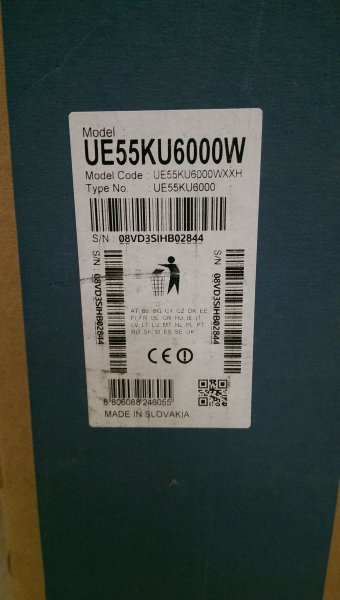 Model :
UE55KU6000W
Model Code : UE55KU6000WXXH
Type No. : UE55KU6000
S/N : 08VD3SIHB02844
S/N : 08VD3SIHB02844
S/N : 08VD3SIHB02844
AT BE BG CY CZ DK EE
FI FR DE GR HU IE IT
LV LT LU MT NL PL PT
RO SK SI ES SE UK
CE
8 806088 246055
MADE IN SLOVAKIA